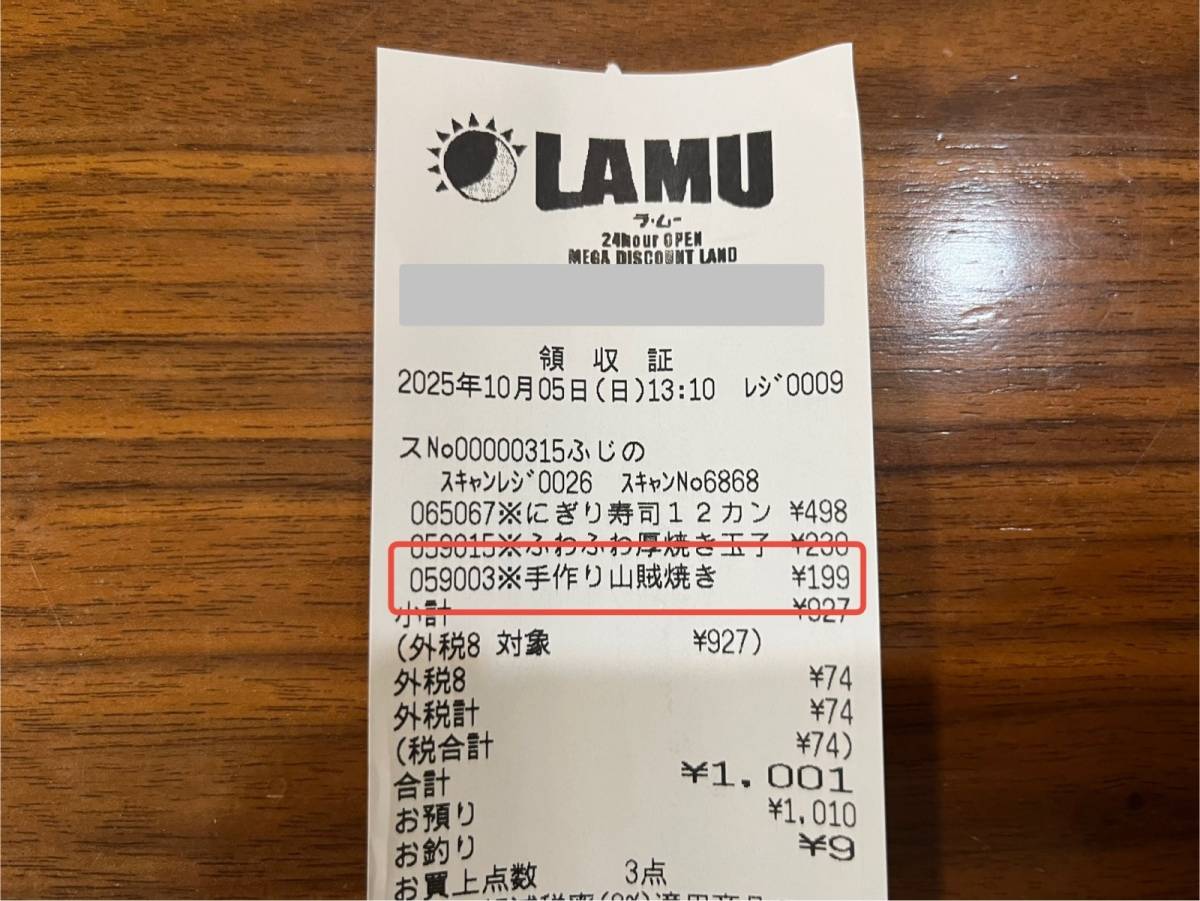 LAMU
ラ・ムー
24hour OPEN
MEGA DISCOUNT LAND
領収証
2025年10月05日(日)13:10 レジ0009
スNo00000315ふじの
スキャンレジ0026 スキャンNo6868
065067※にぎり寿司12カン ¥498
059015※ふわふわ厚焼き玉子 ¥230
059003※手作り山賊焼き ¥199
小計 ¥927
(外税8 対象 ¥927)
外税8 ¥74
外税計 ¥74
(税合計 ¥74)
合計 ¥1,001
お預り ¥1,010
お釣り ¥9
お買上点数 3点